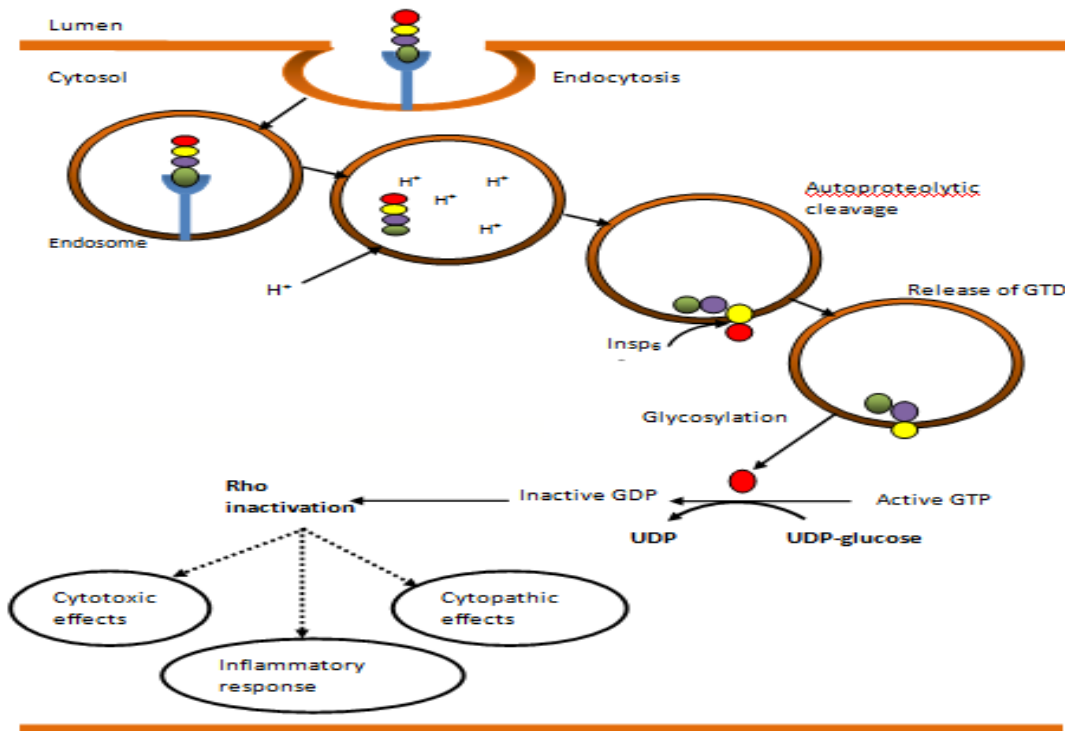 Lumen
Cytosol
Endocytosis
Endosome
H⁺
H⁺
H⁺
H⁺
H⁺
Autoproteolytic
cleavage
Insp₆
Release of GTD
Glycosylation
Rho
inactivation
Inactive GDP
Active GTP
UDP
UDP-glucose
Cytotoxic
effects
Cytopathic
effects
Inflammatory
response